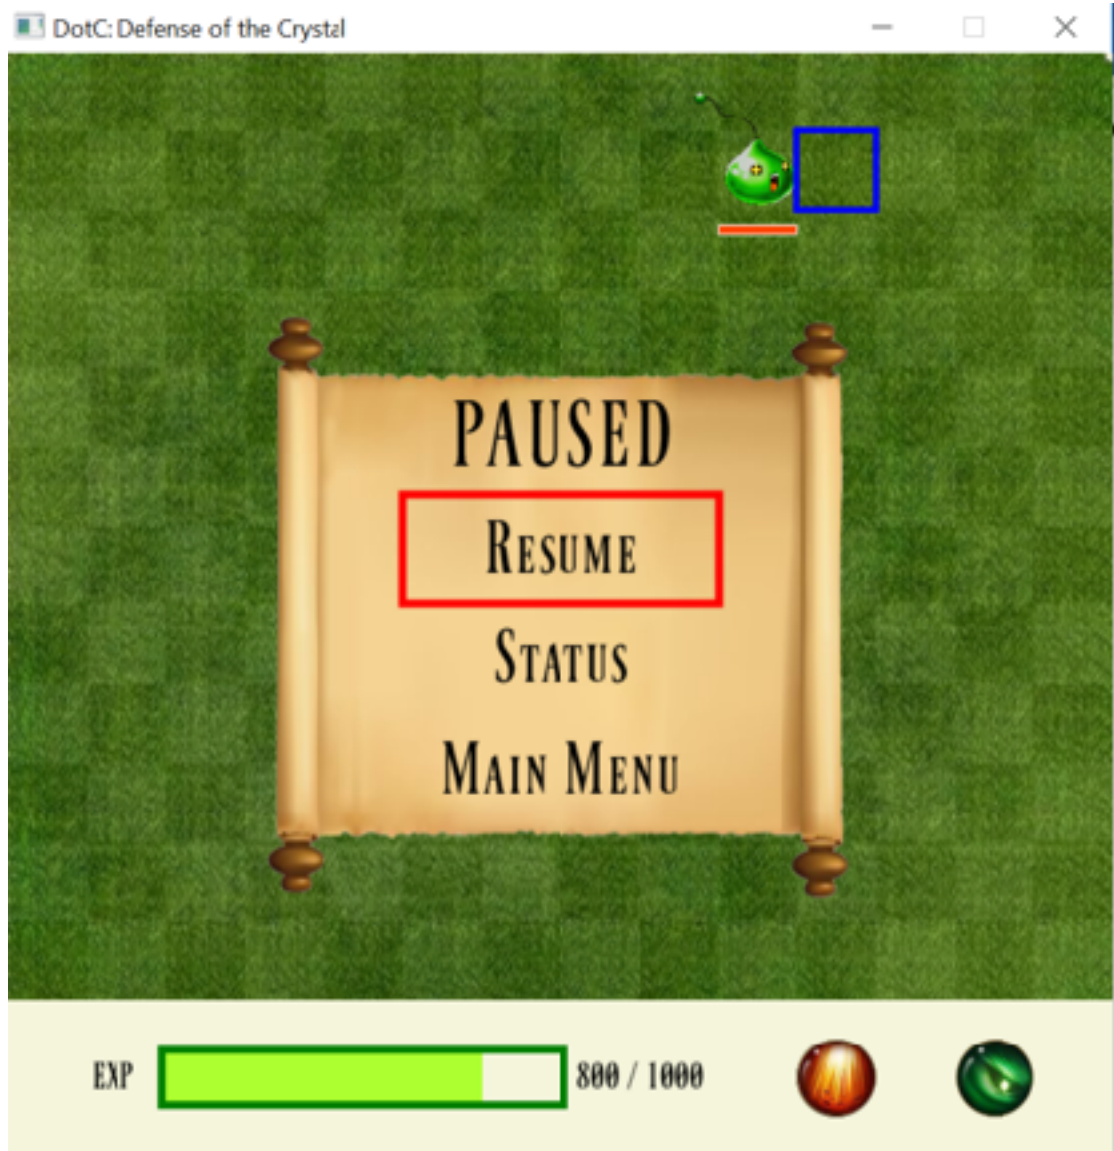 DotC: Defense of the Crystal
PAUSED
RESUME
STATUS
MAIN MENU
EXP 800 / 1000